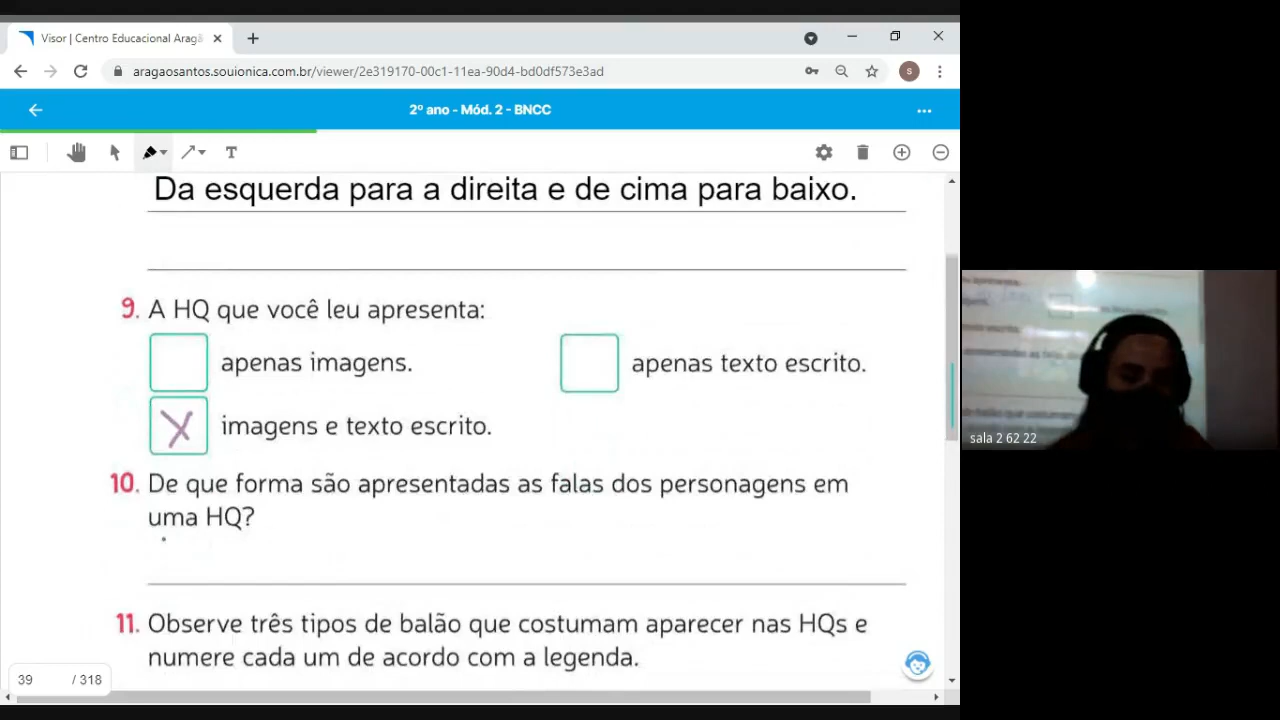 Visor | Centro Educacional Aragã
aragaosantos.souionica.com.br/viewer/2e319170-00c1-11ea-90d4-bd0df573e3ad
S
2º ano - Mód. 2 - BNCC
T
Da esquerda para a direita e de cima para baixo.
9. A HQ que você leu apresenta:
apenas imagens.
apenas texto escrito.
X imagens e texto escrito.
10. De que forma são apresentadas as falas dos personagens em
uma HQ?
11. Observe três tipos de balão que costumam aparecer nas HQs e
numere cada um de acordo com a legenda.
39 / 318
sala 2 62 22